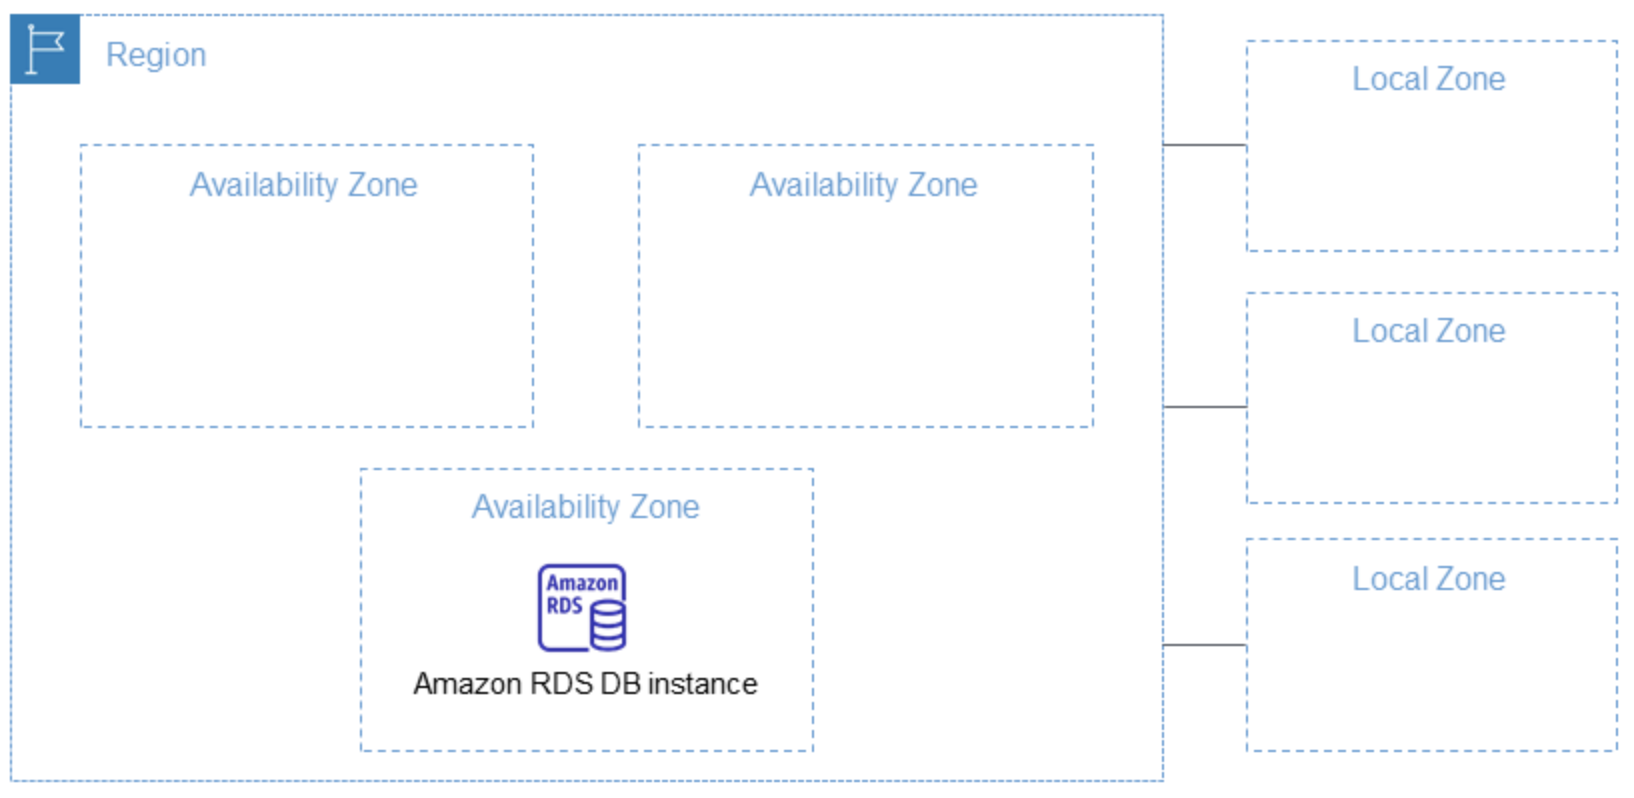 Region
Availability Zone
Availability Zone
Availability Zone
Amazon
RDS
Amazon RDS DB instance
Local Zone
Local Zone
Local Zone